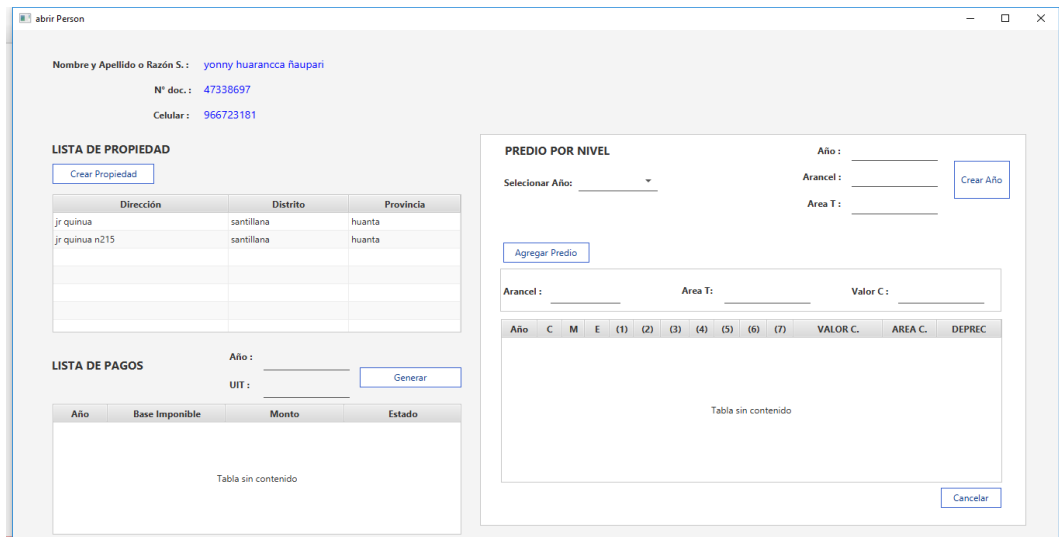 abrir Person
Nombre y Apellido o Razón S. : yonny huarancca ñaupari
N° doc. : 47338697
Celular : 966723181
LISTA DE PROPIEDAD
Crear Propiedad
Dirección Distrito Provincia
jr quinua santillana huanta
jr quinua n215 santillana huanta
LISTA DE PAGOS
Año :
UIT :
Generar
Año Base Imponible Monto Estado
Tabla sin contenido
PREDIO POR NIVEL
Selecionar Año:
Año :
Arancel :
Area T :
Crear Año
Agregar Predio
Arancel : Area T: Valor C :
Año C M E (1) (2) (3) (4) (5) (6) (7) VALOR C. AREA C. DEPREC
Tabla sin contenido
Cancelar